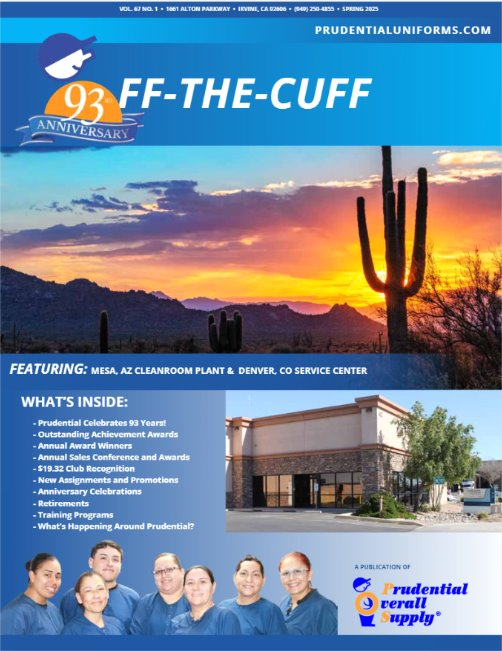 VOL. 67 NO. 1 • 1661 ALTON PARKWAY • IRVINE, CA 92606 • (949) 250-4855 • SPRING 2025
PRUDENTIALUNIFORMS.COM
FF-THE-CUFF
93
ANNIVERSARY
FEATURING: MESA, AZ CLEANROOM PLANT & DENVER, CO SERVICE CENTER
WHAT'S INSIDE:
- Prudential Celebrates 93 Years!
- Outstanding Achievement Awards
- Annual Award Winners
- Annual Sales Conference and Awards
- $19.32 Club Recognition
- New Assignments and Promotions
- Anniversary Celebrations
- Retirements
- Training Programs
- What's Happening Around Prudential?
A PUBLICATION OF
Prudential
Overall
Supply®